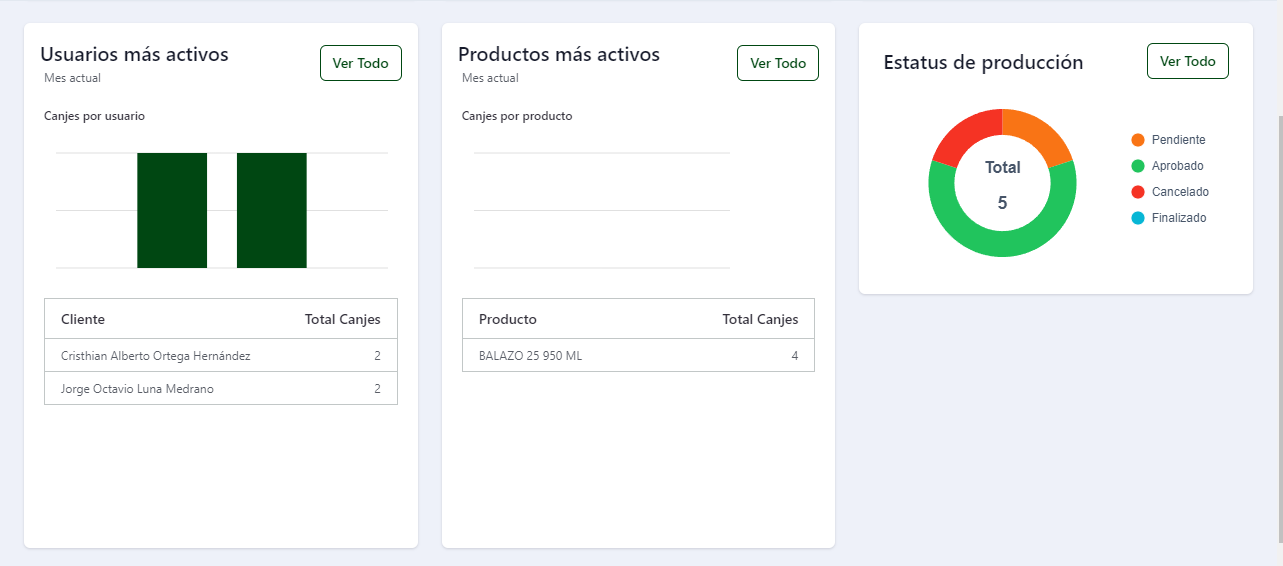 Usuarios más activos
Ver Todo
Mes actual
Canjes por usuario
Cliente Total Canjes
Cristhian Alberto Ortega Hernández 2
Jorge Octavio Luna Medrano 2
Productos más activos
Ver Todo
Mes actual
Canjes por producto
Producto Total Canjes
BALAZO 25 950 ML 4
Estatus de producción
Ver Todo
Total
5
Pendiente
Aprobado
Cancelado
Finalizado